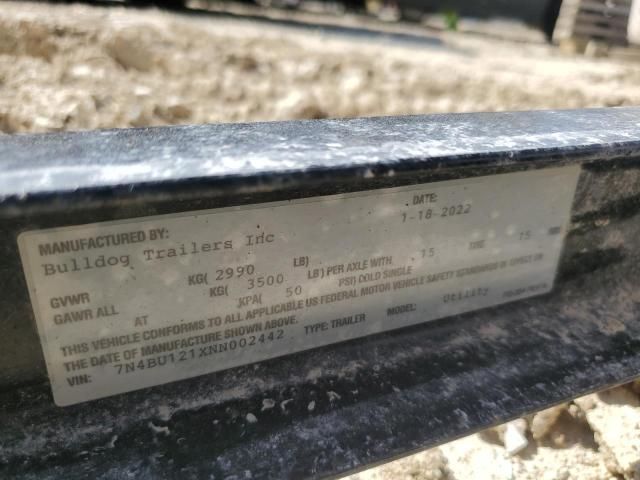 MANUFACTURED BY: DATE:
Bulldog Trailers Inc 1-18-2022
GVWR KG( 2990 LB)
GAWR ALL KG( 3500 LB) PER AXLE WITH 15 TIRE 15
AT KPA( 50 PSI) COLD SINGLE
THIS VEHICLE CONFORMS TO ALL APPLICABLE US FEDERAL MOTOR VEHICLE SAFETY STANDARDS IN EFFECT ON
THE DATE OF MANUFACTURE SHOWN ABOVE.
VIN: 7N4BU121XNN002442 TYPE: TRAILER MODEL: Utility